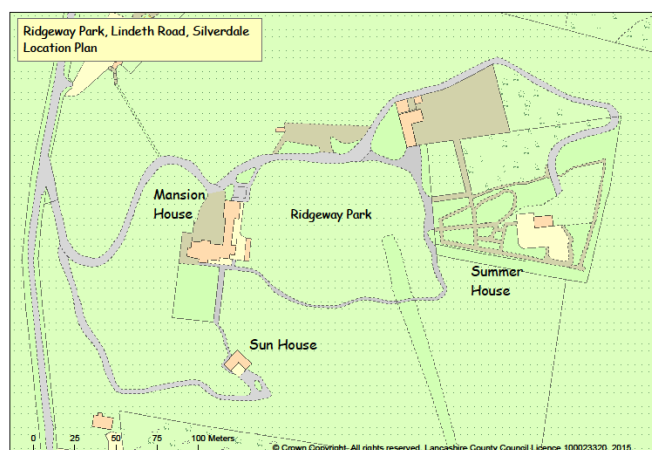 Ridgeway Park, Lindeth Road, Silverdale
Location Plan
Mansion
House
Ridgeway Park
Summer
House
Sun House
0 25 50 75 100 Meters
© Crown Copyright- All rights reserved. Lancashire County Council Licence 100023320, 2015